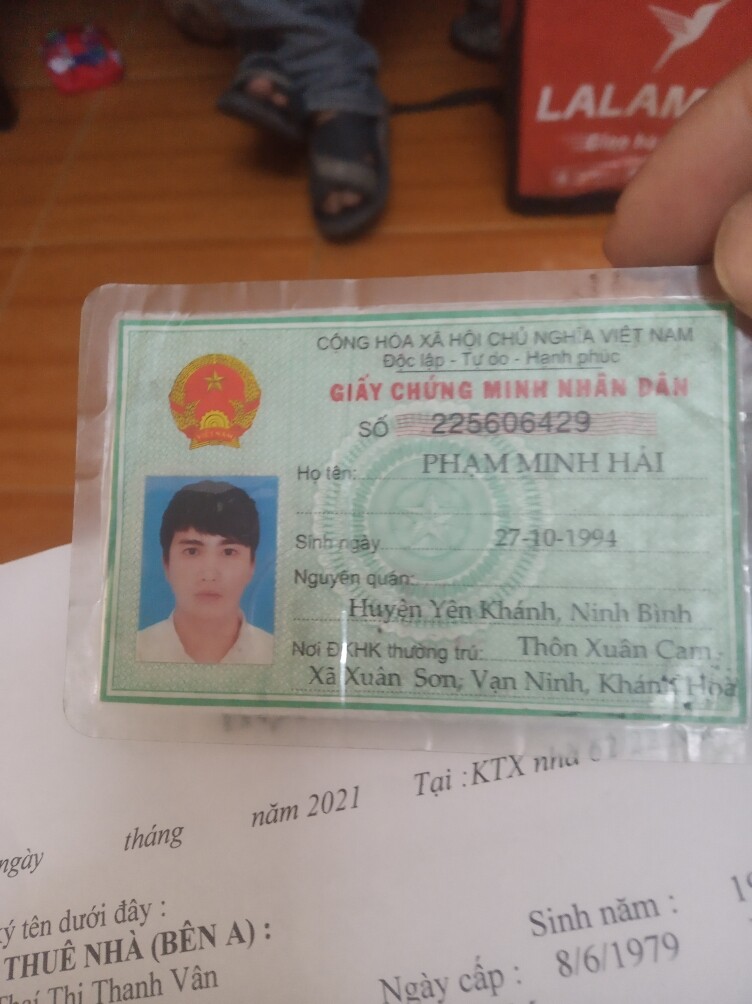 LALAM
CỘNG HÒA XÃ HỘI CHỦ NGHĨA VIỆT NAM
Độc lập - Tự do - Hạnh phúc
GIẤY CHỨNG MINH NHÂN DÂN
SỐ 225606429
VIỆT NAM
Họ tên: PHẠM MINH HẢI
Sinh ngày 27-10-1994
Nguyên quán:
Huyện Yên Khánh, Ninh Bình
Nơi ĐKHK thường trú: Thôn Xuân Cam,
Xã Xuân Sơn, Vạn Ninh, Khánh Hoà
ngày tháng năm 2021 Tại :KTX nhà
ký tên dưới đây :
THUÊ NHÀ (BÊN A) : Sinh năm : 19
Thị Thanh Vân Ngày cấp : 8/6/1979